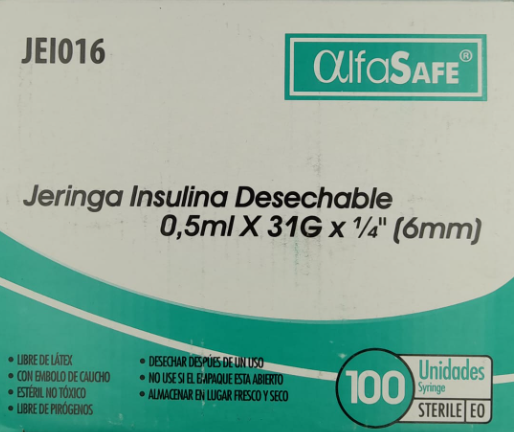 JEI016
αlfaSAFE®
Jeringa Insulina Desechable
0,5ml X 31G x 1/4" (6mm)
• LIBRE DE LÁTEX
• CON EMBOLO DE CAUCHO
• ESTÉRIL NO TÓXICO
• LIBRE DE PIRÓGENOS
• DESECHAR DESPÚES DE UN USO
• NO USE SI EL EMPAQUE ESTA ABIERTO
• ALMACENAR EN LUGAR FRESCO Y SECO
100 Unidades
Syringe
STERILE EO